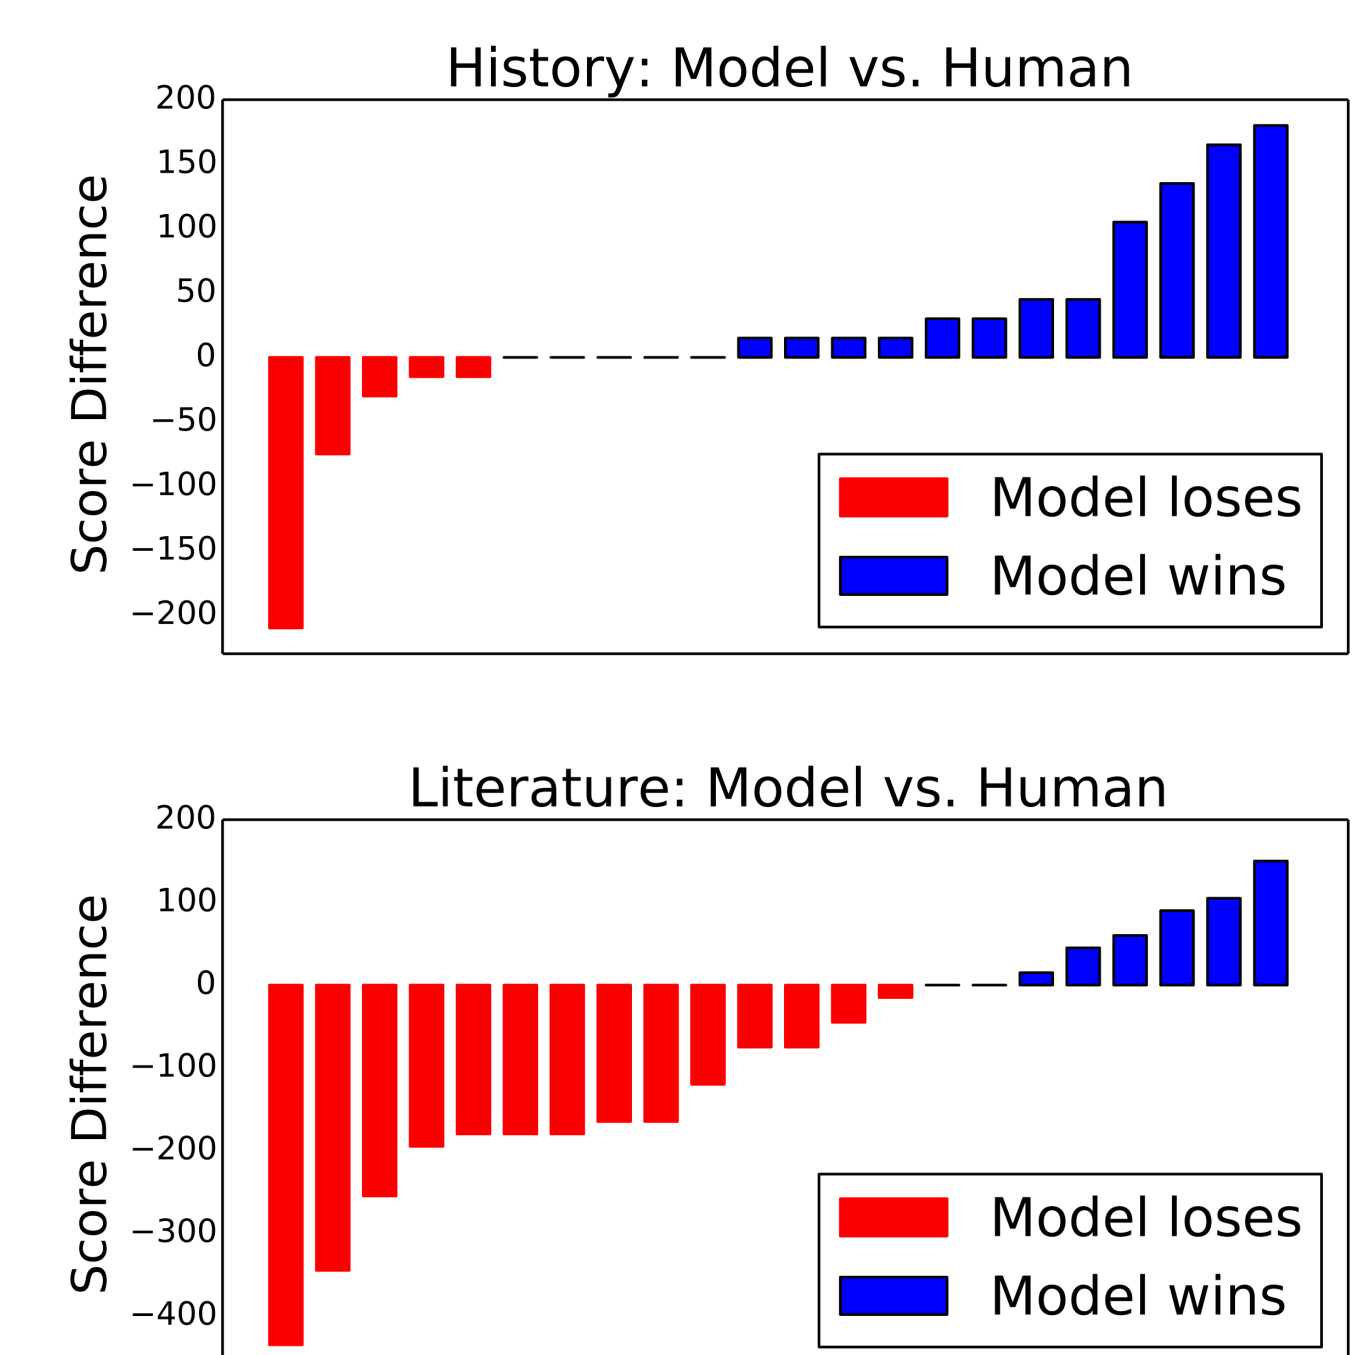 History: Model vs. Human
Score Difference
200
150
100
50
0
−50
−100
−150
−200
Model loses
Model wins
Literature: Model vs. Human
Score Difference
200
100
0
−100
−200
−300
−400
Model loses
Model wins